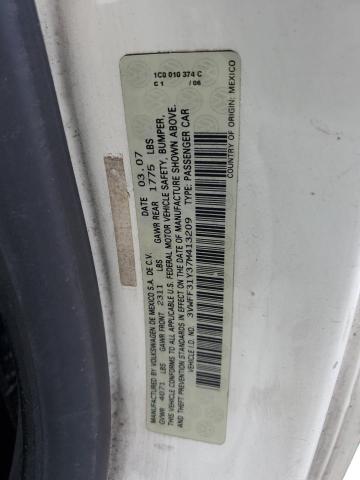 1C0 010 374 C
C 1 / 06
MANUFACTURED BY VOLKSWAGEN DE MEXICO S.A. DE C.V. DATE 03.07
GVWR 4071 LBS GAWR FRONT 2311 LBS GAWR REAR 1775 LBS
THIS VEHICLE CONFORMS TO ALL APPLICABLE U.S. FEDERAL MOTOR VEHICLE SAFETY, BUMPER,
AND THEFT PREVENTION STANDARDS IN EFFECT ON THE DATE OF MANUFACTURE SHOWN ABOVE.
VEHICLE I.D. NO. 3VWFF31Y37M413209 TYPE: PASSENGER CAR
COUNTRY OF ORIGIN: MEXICO